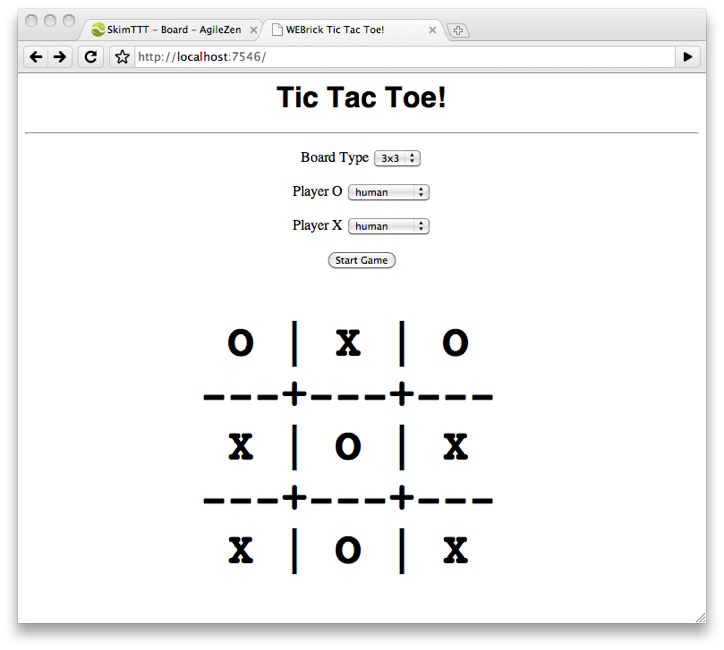 SkimTTT - Board - AgileZen
WEBrick Tic Tac Toe!
http://localhost:7546/
Tic Tac Toe!
Board Type 3x3
Player O human
Player X human
Start Game
O | X | O
---+---+---
X | O | X
---+---+---
X | O | X